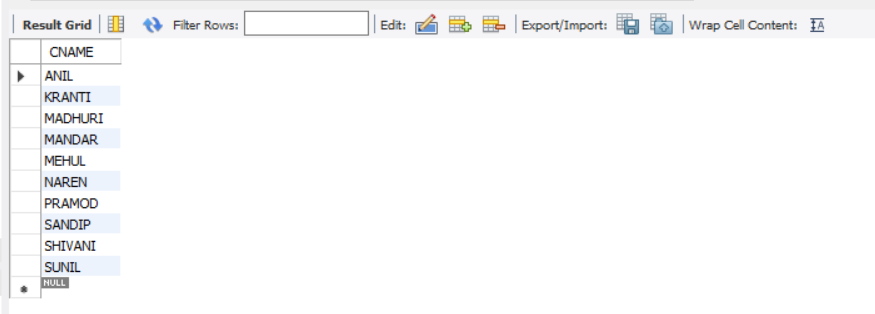 Result Grid Filter Rows: Edit: Export/Import: Wrap Cell Content: IA
CNAME
ANIL
KRANTI
MADHURI
MANDAR
MEHUL
NAREN
PRAMOD
SANDIP
SHIVANI
SUNIL
NULL